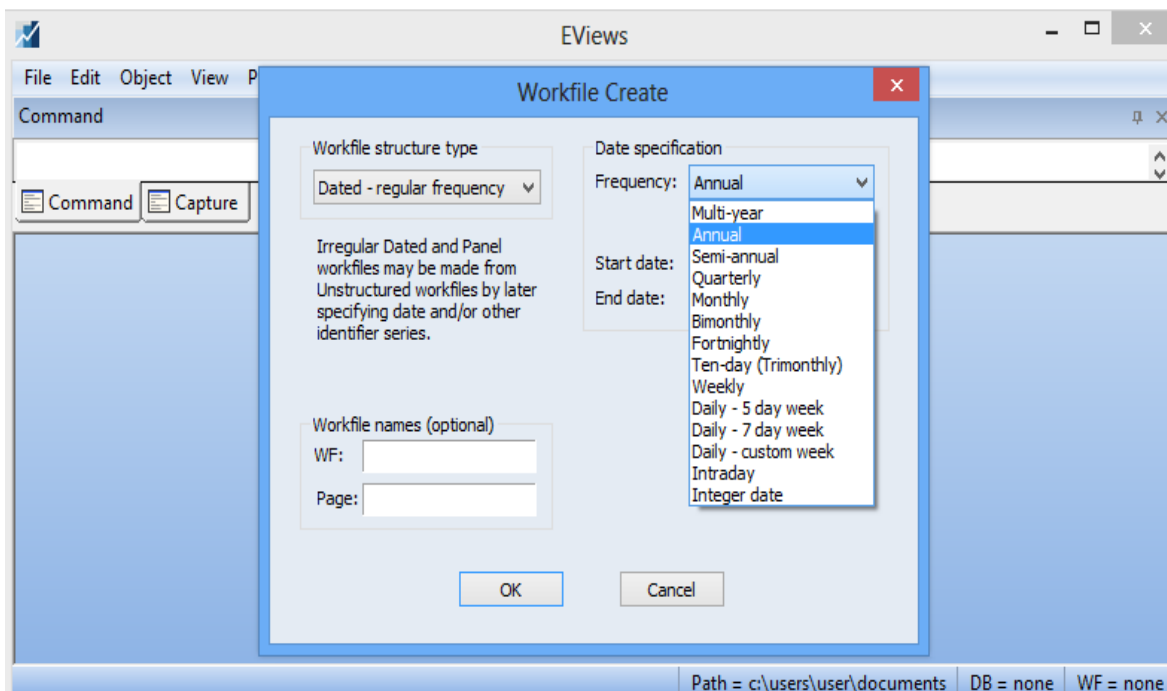 EViews
File Edit Object View P
Command
Command Capture
Workfile Create
Workfile structure type
Dated - regular frequency
Irregular Dated and Panel
workfiles may be made from
Unstructured workfiles by later
specifying date and/or other
identifier series.
Workfile names (optional)
WF:
Page:
Date specification
Frequency: Annual
Multi-year
Annual
Semi-annual
Quarterly
Monthly
Bimonthly
Fortnightly
Ten-day (Trimonthly)
Weekly
Daily - 5 day week
Daily - 7 day week
Daily - custom week
Intraday
Integer date
Start date:
End date:
OK Cancel
Path = c:\users\user\documents DB = none WF = none